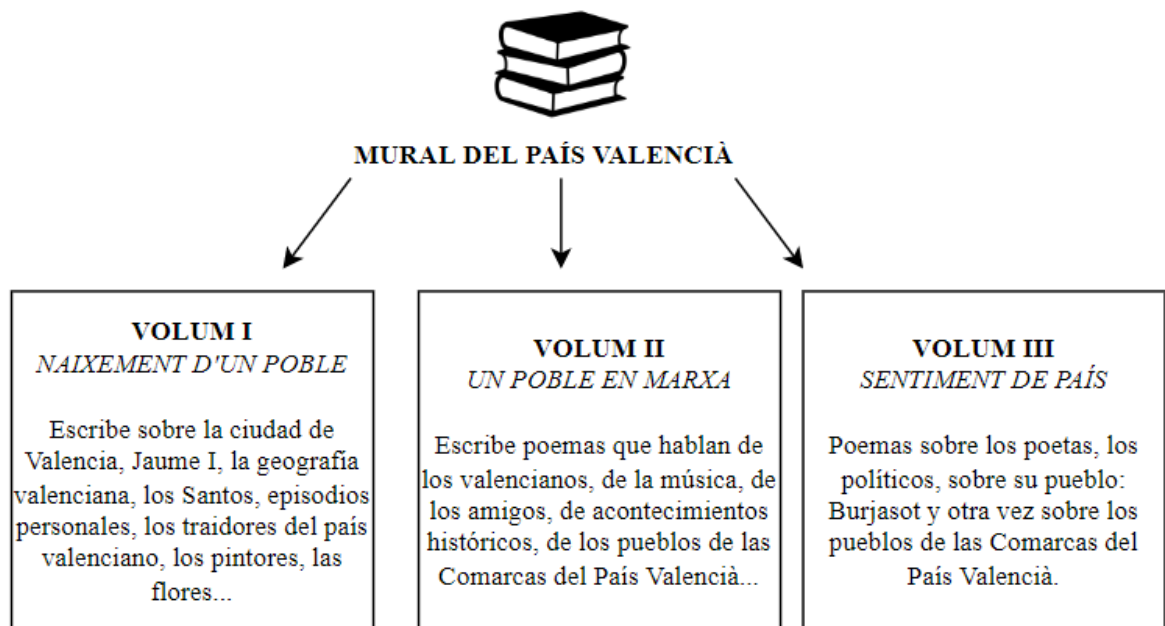 MURAL DEL PAÍS VALENCIÀ
VOLUM I
NAIXEMENT D'UN POBLE
Escribe sobre la ciudad de
Valencia, Jaume I, la geografía
valenciana, los Santos, episodios
personales, los traidores del país
valenciano, los pintores, las
flores...
VOLUM II
UN POBLE EN MARXA
Escribe poemas que hablan de
los valencianos, de la música, de
los amigos, de acontecimientos
históricos, de los pueblos de las
Comarcas del País Valencià...
VOLUM III
SENTIMENT DE PAÍS
Poemas sobre los poetas, los
políticos, sobre su pueblo:
Burjasot y otra vez sobre los
pueblos de las Comarcas del
País Valencià.